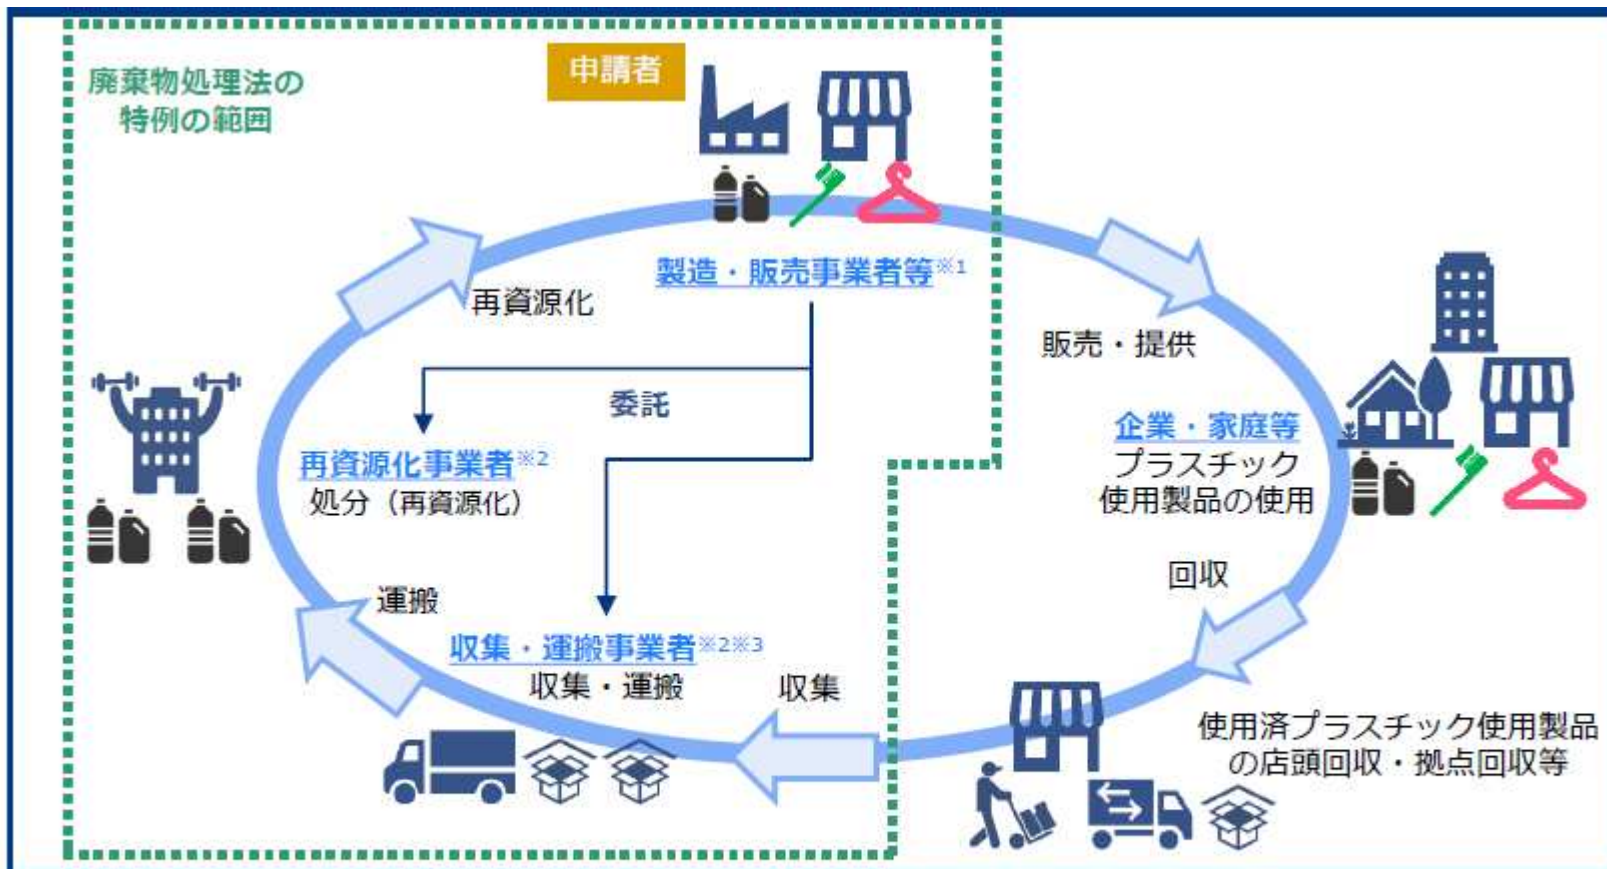 廃棄物処理法の
特例の範囲
申請者
製造・販売事業者等※1
再資源化
販売・提供
委託
企業・家庭等
プラスチック
使用製品の使用
再資源化事業者※2
処分（再資源化）
回収
運搬
収集・運搬事業者※2※3
収集・運搬
収集
使用済プラスチック使用製品
の店頭回収・拠点回収等